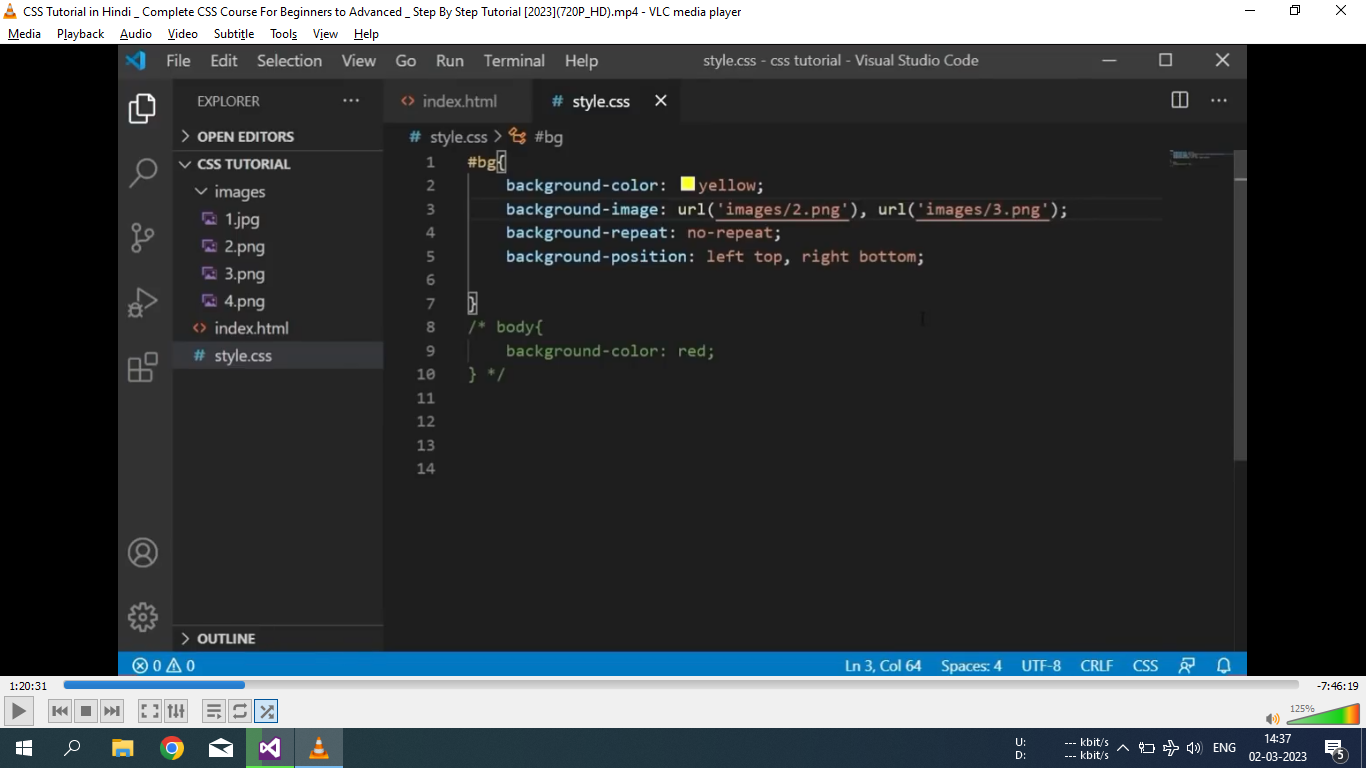 CSS Tutorial in Hindi _ Complete CSS Course For Beginners to Advanced _ Step By Step Tutorial [2023](720P_HD).mp4 - VLC media player
Media Playback Audio Video Subtitle Tools View Help
File Edit Selection View Go Run Terminal Help style.css - css tutorial - Visual Studio Code
EXPLORER ... index.html # style.css
OPEN EDITORS
# style.css > #bg
CSS TUTORIAL
images
1.jpg
2.png
3.png
4.png
index.html
# style.css
OUTLINE
1 #bg{
2 background-color: yellow;
3 background-image: url('images/2.png'), url('images/3.png');
4 background-repeat: no-repeat;
5 background-position: left top, right bottom;
6
7 }
8 /* body{
9 background-color: red;
10 } */
11
12
13
14
0 0 Ln 3, Col 64 Spaces: 4 UTF-8 CRLF CSS
1:20:31 -7:46:19
125%
U: --- kbit/s
D: --- kbit/s
ENG
14:37
02-03-2023
5